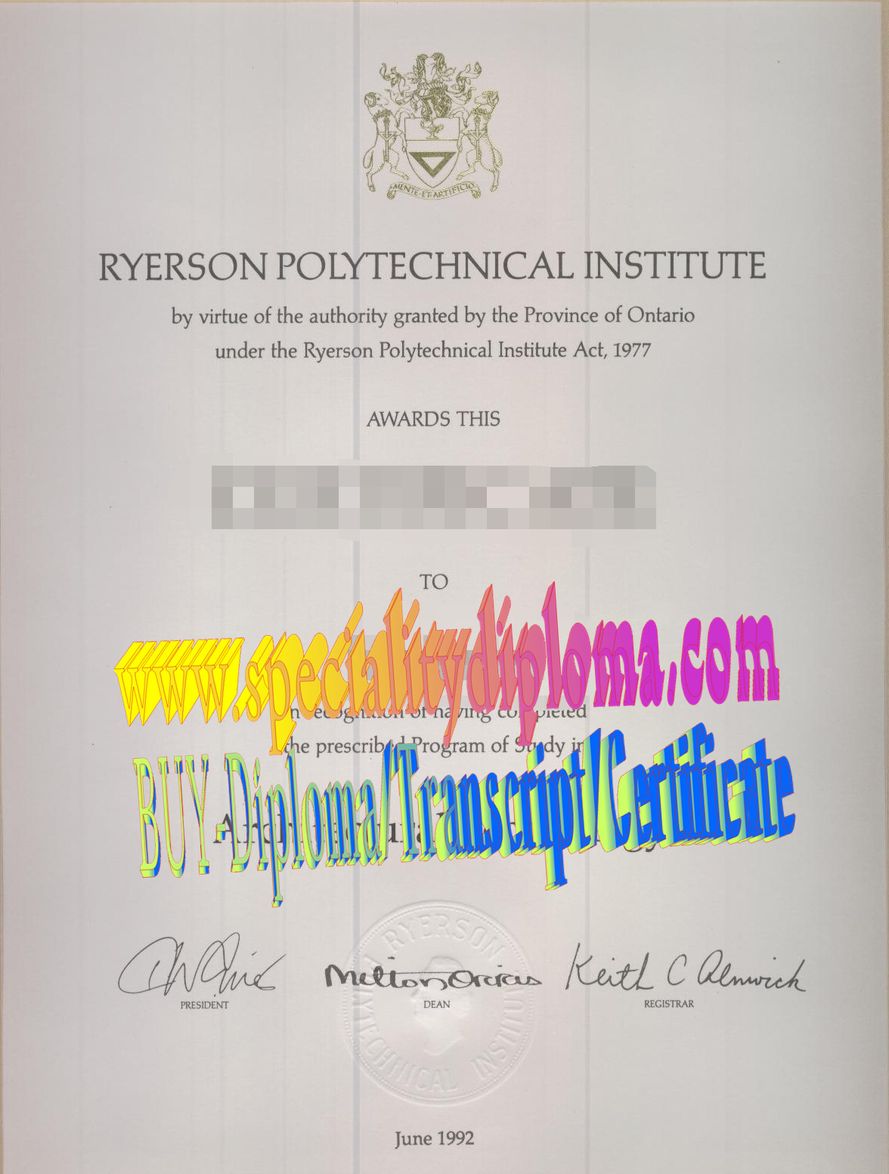 MENTE·ET·ARTIFICIO
RYERSON POLYTECHNICAL INSTITUTE
by virtue of the authority granted by the Province of Ontario
under the Ryerson Polytechnical Institute Act, 1977
AWARDS THIS
TO
www.specialitydiploma.com
recognition of having completed
the prescribed Program of Study in
BUY Diploma/Transcript/Certificate
Keith C Alnwick
PRESIDENT
DEAN
REGISTRAR
RYERSON
INSTITUTE
June 1992